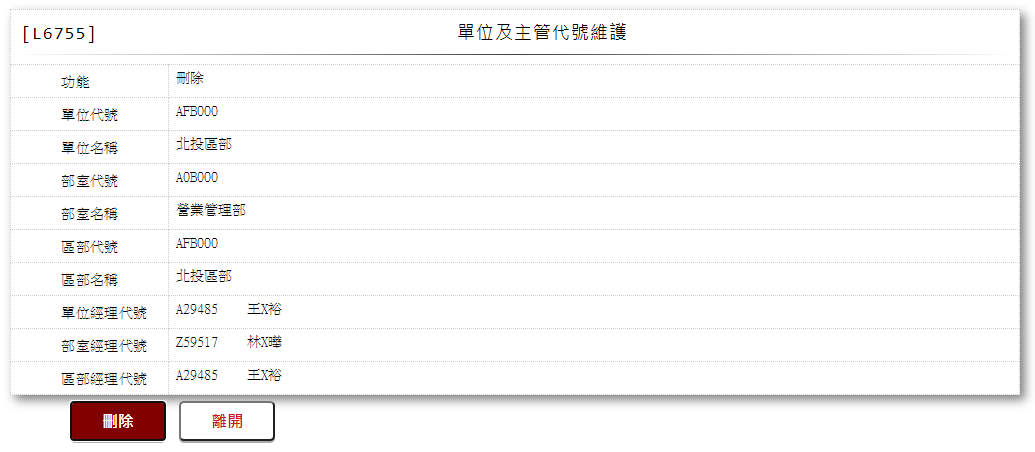 [L6755] 單位及主管代號維護
功能 刪除
單位代號 AFB000
單位名稱 北投區部
部室代號 A0B000
部室名稱 營業管理部
區部代號 AFB000
區部名稱 北投區部
單位經理代號 A29485 王X裕
部室經理代號 Z59517 林X曄
區部經理代號 A29485 王X裕
刪除 離開